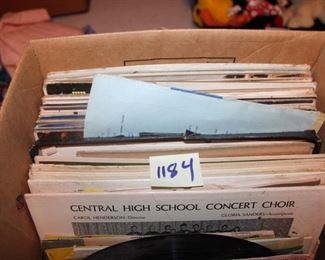 1184
CENTRAL HIGH SCHOOL CONCERT CHOIR
CAROL HENDERSON—Director GLORIA SANDERS—Accompanist